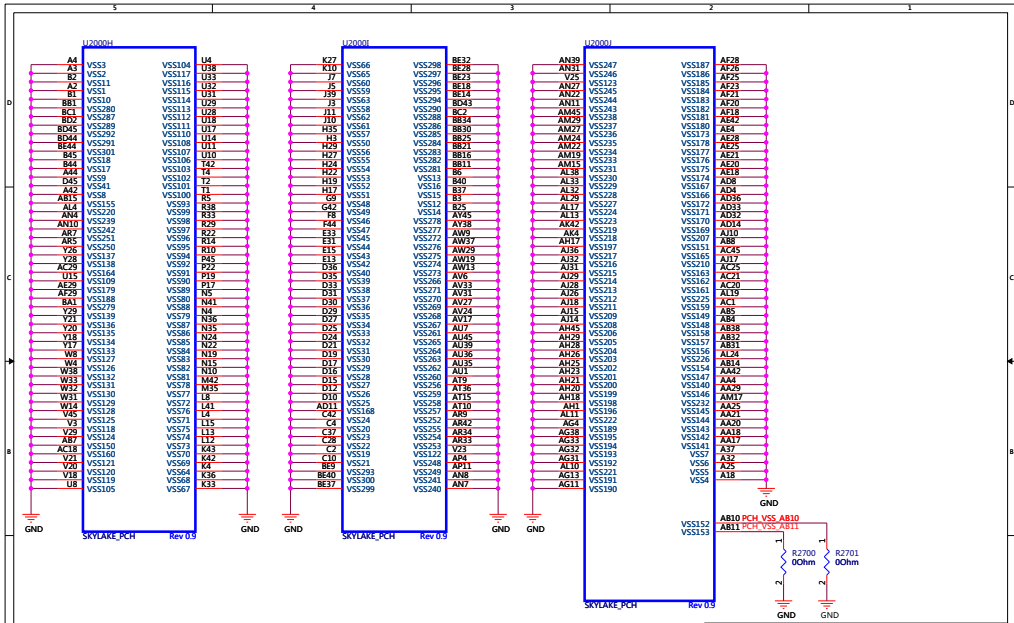 5 4 3 2 1
U2000H
A4 VSS3 VSS104 U4
A3 VSS2 VSS117 U38
B2 VSS11 VSS116 U33
A2 VSS1 VSS115 U32
B1 VSS10 VSS114 U31
BB1 VSS280 VSS113 U29
BC1 VSS287 VSS112 U28
BD2 VSS289 VSS111 U18
BD45 VSS292 VSS110 U17
BD44 VSS291 VSS108 U14
BE44 VSS301 VSS107 U11
B45 VSS18 VSS106 U10
B44 VSS17 VSS103 T42
A44 VSS9 VSS102 T4
D45 VSS41 VSS101 T2
A42 VSS8 VSS100 T1
AB15 VSS155 VSS99 R5
AL4 VSS220 VSS93 R38
AN4 VSS239 VSS98 R33
AN10 VSS242 VSS97 R29
AR7 VSS251 VSS96 R22
AR5 VSS250 VSS95 R14
Y26 VSS137 VSS94 R10
Y28 VSS138 VSS92 P45
AC29 VSS164 VSS91 P22
U15 VSS109 VSS90 P19
AE29 VSS179 VSS89 P17
AF29 VSS188 VSS80 N5
BA1 VSS279 VSS88 N41
Y29 VSS139 VSS79 N4
Y21 VSS136 VSS87 N36
Y20 VSS135 VSS86 N35
Y18 VSS134 VSS85 N24
Y17 VSS133 VSS84 N22
W8 VSS127 VSS83 N19
W4 VSS126 VSS82 N15
W38 VSS132 VSS81 N10
W33 VSS131 VSS78 M42
W32 VSS130 VSS77 M35
W31 VSS129 VSS72 L8
W14 VSS128 VSS76 L41
V45 VSS125 VSS71 L4
V3 VSS118 VSS75 L15
V29 VSS124 VSS74 L13
AB7 VSS150 VSS73 L12
AC18 VSS160 VSS70 K43
V21 VSS121 VSS69 K42
V20 VSS120 VSS64 K4
V18 VSS119 VSS68 K36
U8 VSS105 VSS67 K33
GND GND
SKYLAKE_PCH Rev 0.9
U2000I
K27 VSS66 VSS298 BE32
K10 VSS65 VSS297 BE28
J7 VSS60 VSS296 BE23
J5 VSS59 VSS295 BE18
J39 VSS63 VSS294 BE14
J3 VSS58 VSS290 BD43
J11 VSS62 VSS288 BC2
J10 VSS61 VSS286 BB34
H35 VSS57 VSS285 BB30
H3 VSS50 VSS284 BB25
H29 VSS56 VSS283 BB21
H27 VSS55 VSS282 BB16
H24 VSS54 VSS281 BB11
H22 VSS53 VSS13 B6
H19 VSS52 VSS16 B40
H17 VSS51 VSS15 B37
G9 VSS48 VSS12 B3
G42 VSS49 VSS14 B25
F8 VSS46 VSS278 AY45
F44 VSS47 VSS277 AY38
E33 VSS45 VSS272 AW9
E31 VSS44 VSS276 AW37
E15 VSS43 VSS275 AW29
E13 VSS42 VSS274 AW19
D36 VSS40 VSS273 AW13
D35 VSS39 VSS266 AV6
D33 VSS38 VSS271 AV33
D31 VSS37 VSS270 AV31
D30 VSS36 VSS269 AV27
D29 VSS35 VSS268 AV24
D27 VSS34 VSS267 AV17
D25 VSS33 VSS261 AU7
D24 VSS32 VSS265 AU45
D21 VSS31 VSS264 AU39
D19 VSS30 VSS263 AU36
D17 VSS29 VSS262 AU35
D16 VSS28 VSS260 AU1
D15 VSS27 VSS259 AT9
D12 VSS26 VSS256 AT36
D10 VSS25 VSS258 AT15
AD11 VSS168 VSS257 AT10
C42 VSS24 VSS252 AR9
C4 VSS20 VSS255 AR42
C37 VSS23 VSS254 AR34
C28 VSS22 VSS253 AR33
C2 VSS19 VSS122 V23
C10 VSS21 VSS248 AP4
BE9 VSS293 VSS249 AP11
BE40 VSS300 VSS241 AN8
BE37 VSS299 VSS240 AN7
GND GND
SKYLAKE_PCH Rev 0.9
U2000J
AN39 VSS247 VSS187 AF28
AN31 VSS246 VSS186 AF26
V25 VSS123 VSS185 AF25
AN27 VSS245 VSS184 AF23
AN22 VSS244 VSS183 AF21
AN11 VSS243 VSS182 AF20
AM45 VSS238 VSS181 AF18
AM29 VSS237 VSS180 AB42
AM27 VSS236 VSS173 AE4
AM24 VSS235 VSS178 AE28
AM22 VSS234 VSS177 AE25
AM19 VSS233 VSS176 AE21
AM15 VSS231 VSS175 AE20
AL38 VSS230 VSS174 AE18
AL33 VSS229 VSS167 AD8
AL32 VSS228 VSS166 AD4
AL29 VSS227 VSS172 AD36
AL17 VSS224 VSS171 AD33
AL13 VSS223 VSS170 AD32
AK42 VSS219 VSS169 AD14
AK4 VSS218 VSS207 AJ10
AH17 VSS197 VSS151 AB8
AJ36 VSS217 VSS165 AC45
AJ32 VSS216 VSS210 AJ17
AJ31 VSS215 VSS163 AC25
AJ29 VSS214 VSS162 AC21
AJ28 VSS213 VSS161 AC20
AJ26 VSS212 VSS225 AL19
AJ18 VSS211 VSS159 AC1
AJ15 VSS209 VSS149 AB5
AJ14 VSS208 VSS148 AB4
AH45 VSS206 VSS158 AB38
AH29 VSS205 VSS157 AB32
AH28 VSS204 VSS156 AB31
AH26 VSS203 VSS226 AL24
AH25 VSS202 VSS154 AB14
AH23 VSS201 VSS147 AA42
AH21 VSS200 VSS140 AA4
AH20 VSS199 VSS146 AA29
AH18 VSS198 VSS232 AM17
AH1 VSS196 VSS145 AA25
AL11 VSS222 VSS144 AA21
AG4 VSS189 VSS143 AA20
AG38 VSS195 VSS142 AA18
AG33 VSS194 VSS141 AA17
AG32 VSS193 VSS7 A37
AG31 VSS192 VSS6 A32
AL10 VSS221 VSS5 A25
AG13 VSS191 VSS4 A18
AG11 VSS190
GND GND
VSS152 AB10 PCH_VSS_AB10
VSS153 AB11 PCH_VSS_AB11
1 1
R2700 R2701
0Ohm 0Ohm
2 2
GND GND
SKYLAKE_PCH Rev 0.9
D D
C C
B B